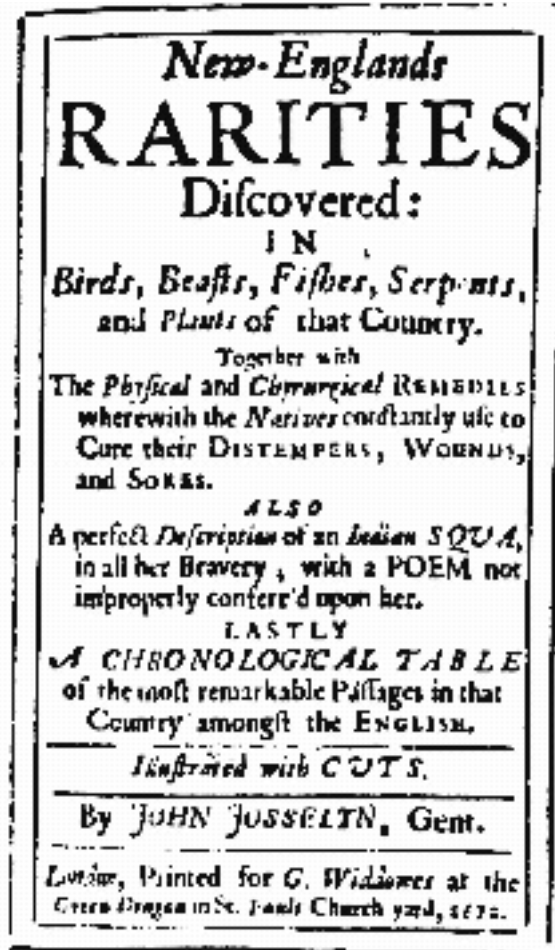 New-Englands
RARITIES
Diſcovered:
IN
Birds, Beaſts, Fiſhes, Serpents,
and Plants of that Country.
Together with
The Phyſical and Chyrurgical REMEDIES
wherewith the Natives conſtantly uſe to
Cure their DISTEMPERS, WOUNDS,
and SORES.
ALSO
A perfect Deſcription of an Indian SQUA,
in all her Bravery; with a POEM not
improperly conferr'd upon her.
LASTLY
A CHRONOLOGICAL TABLE
of the moſt remarkable Paſſages in that
Country amongſt the ENGLISH.
Illuſtrated with CUTS.
By JOHN JOSSELYN, Gent.
London, Printed for G. Widdowes at the
Green Dragon in St. Pauls Church yard, 1672.